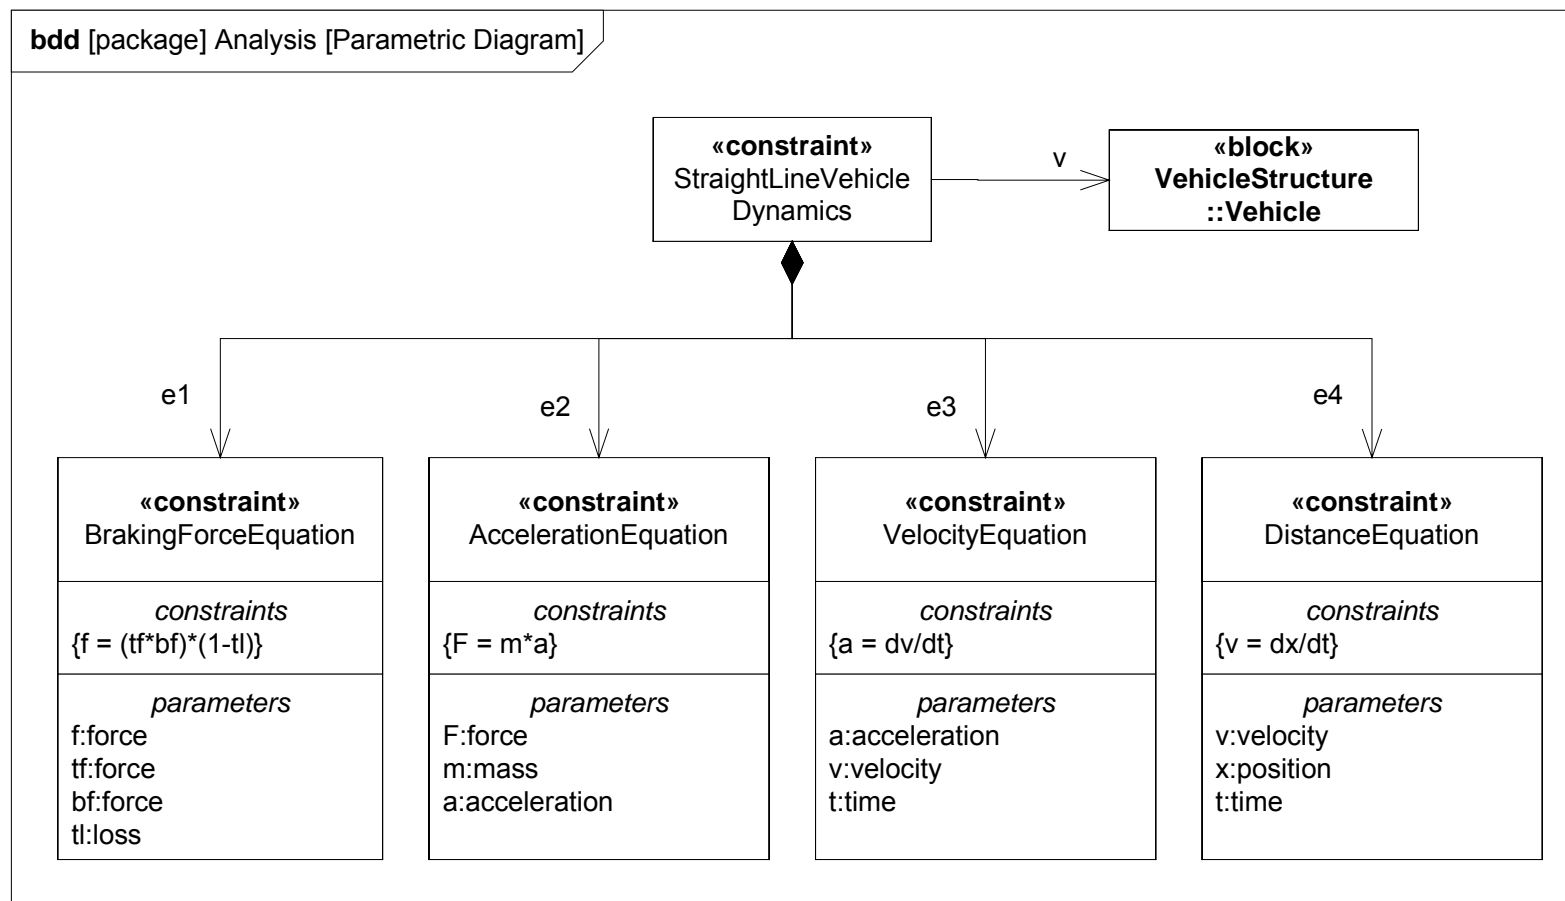 bdd [package] Analysis [Parametric Diagram]
«constraint»
StraightLineVehicle
Dynamics
v
«block»
VehicleStructure
::Vehicle
e1
e2
e3
e4
«constraint»
BrakingForceEquation
constraints
{f = (tf*bf)*(1-tl)}
parameters
f:force
tf:force
bf:force
tl:loss
«constraint»
AccelerationEquation
constraints
{F = m*a}
parameters
F:force
m:mass
a:acceleration
«constraint»
VelocityEquation
constraints
{a = dv/dt}
parameters
a:acceleration
v:velocity
t:time
«constraint»
DistanceEquation
constraints
{v = dx/dt}
parameters
v:velocity
x:position
t:time